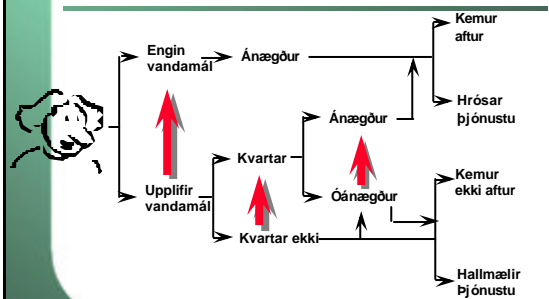 Kemur
aftur
Engin
vandamál
Ánægður
Hrósar
þjónustu
Ánægður
Kvartar
Kemur
ekki aftur
Upplifir
vandamál
Óánægður
Kvartar ekki
Hallmælir
Þjónustu